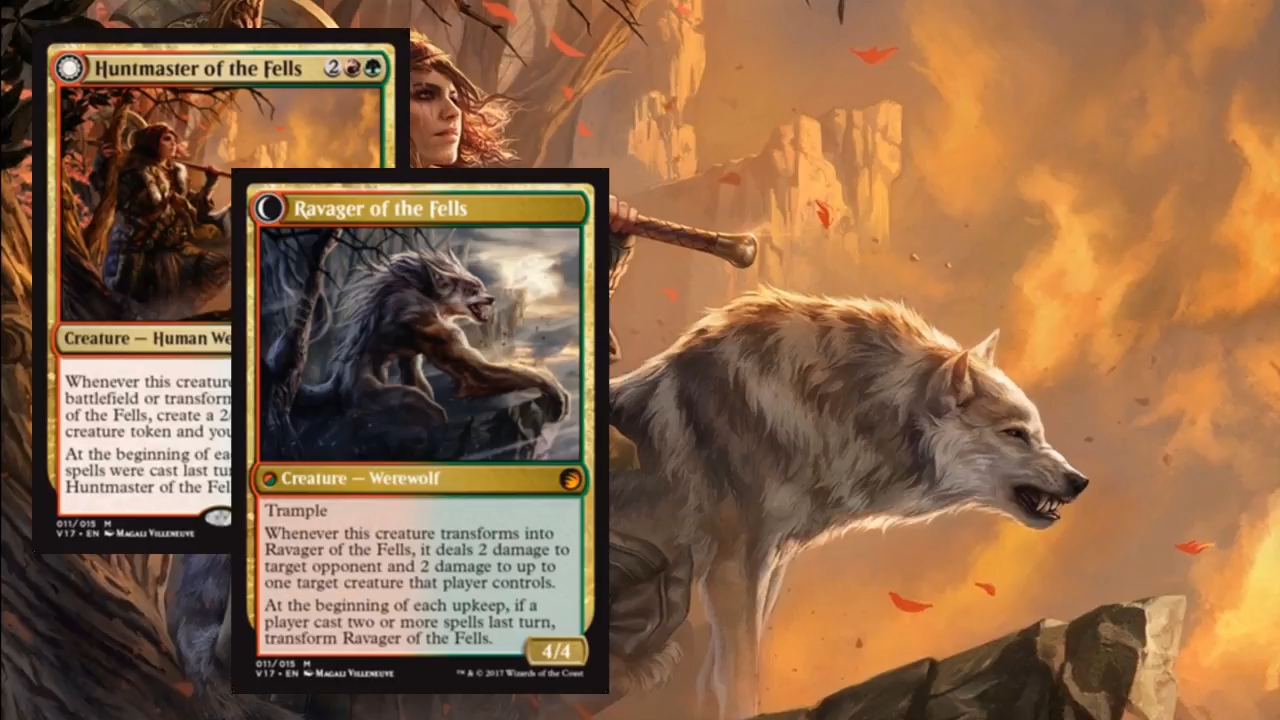 Huntmaster of the Fells 2
Creature — Human We
Whenever this creature
battlefield or transform
of the Fells, create a 2
creature token and you
At the beginning of ea
spells were cast last tu
Huntmaster of the Fel
011/015 M
V17 • EN MAGALI VILLENEUVE
Ravager of the Fells
Creature — Werewolf
Trample
Whenever this creature transforms into
Ravager of the Fells, it deals 2 damage to
target opponent and 2 damage to up to
one target creature that player controls.
At the beginning of each upkeep, if a
player cast two or more spells last turn,
transform Ravager of the Fells.
4/4
011/015 M
V17 • EN MAGALI VILLENEUVE ™ & © 2017 Wizards of the Coast